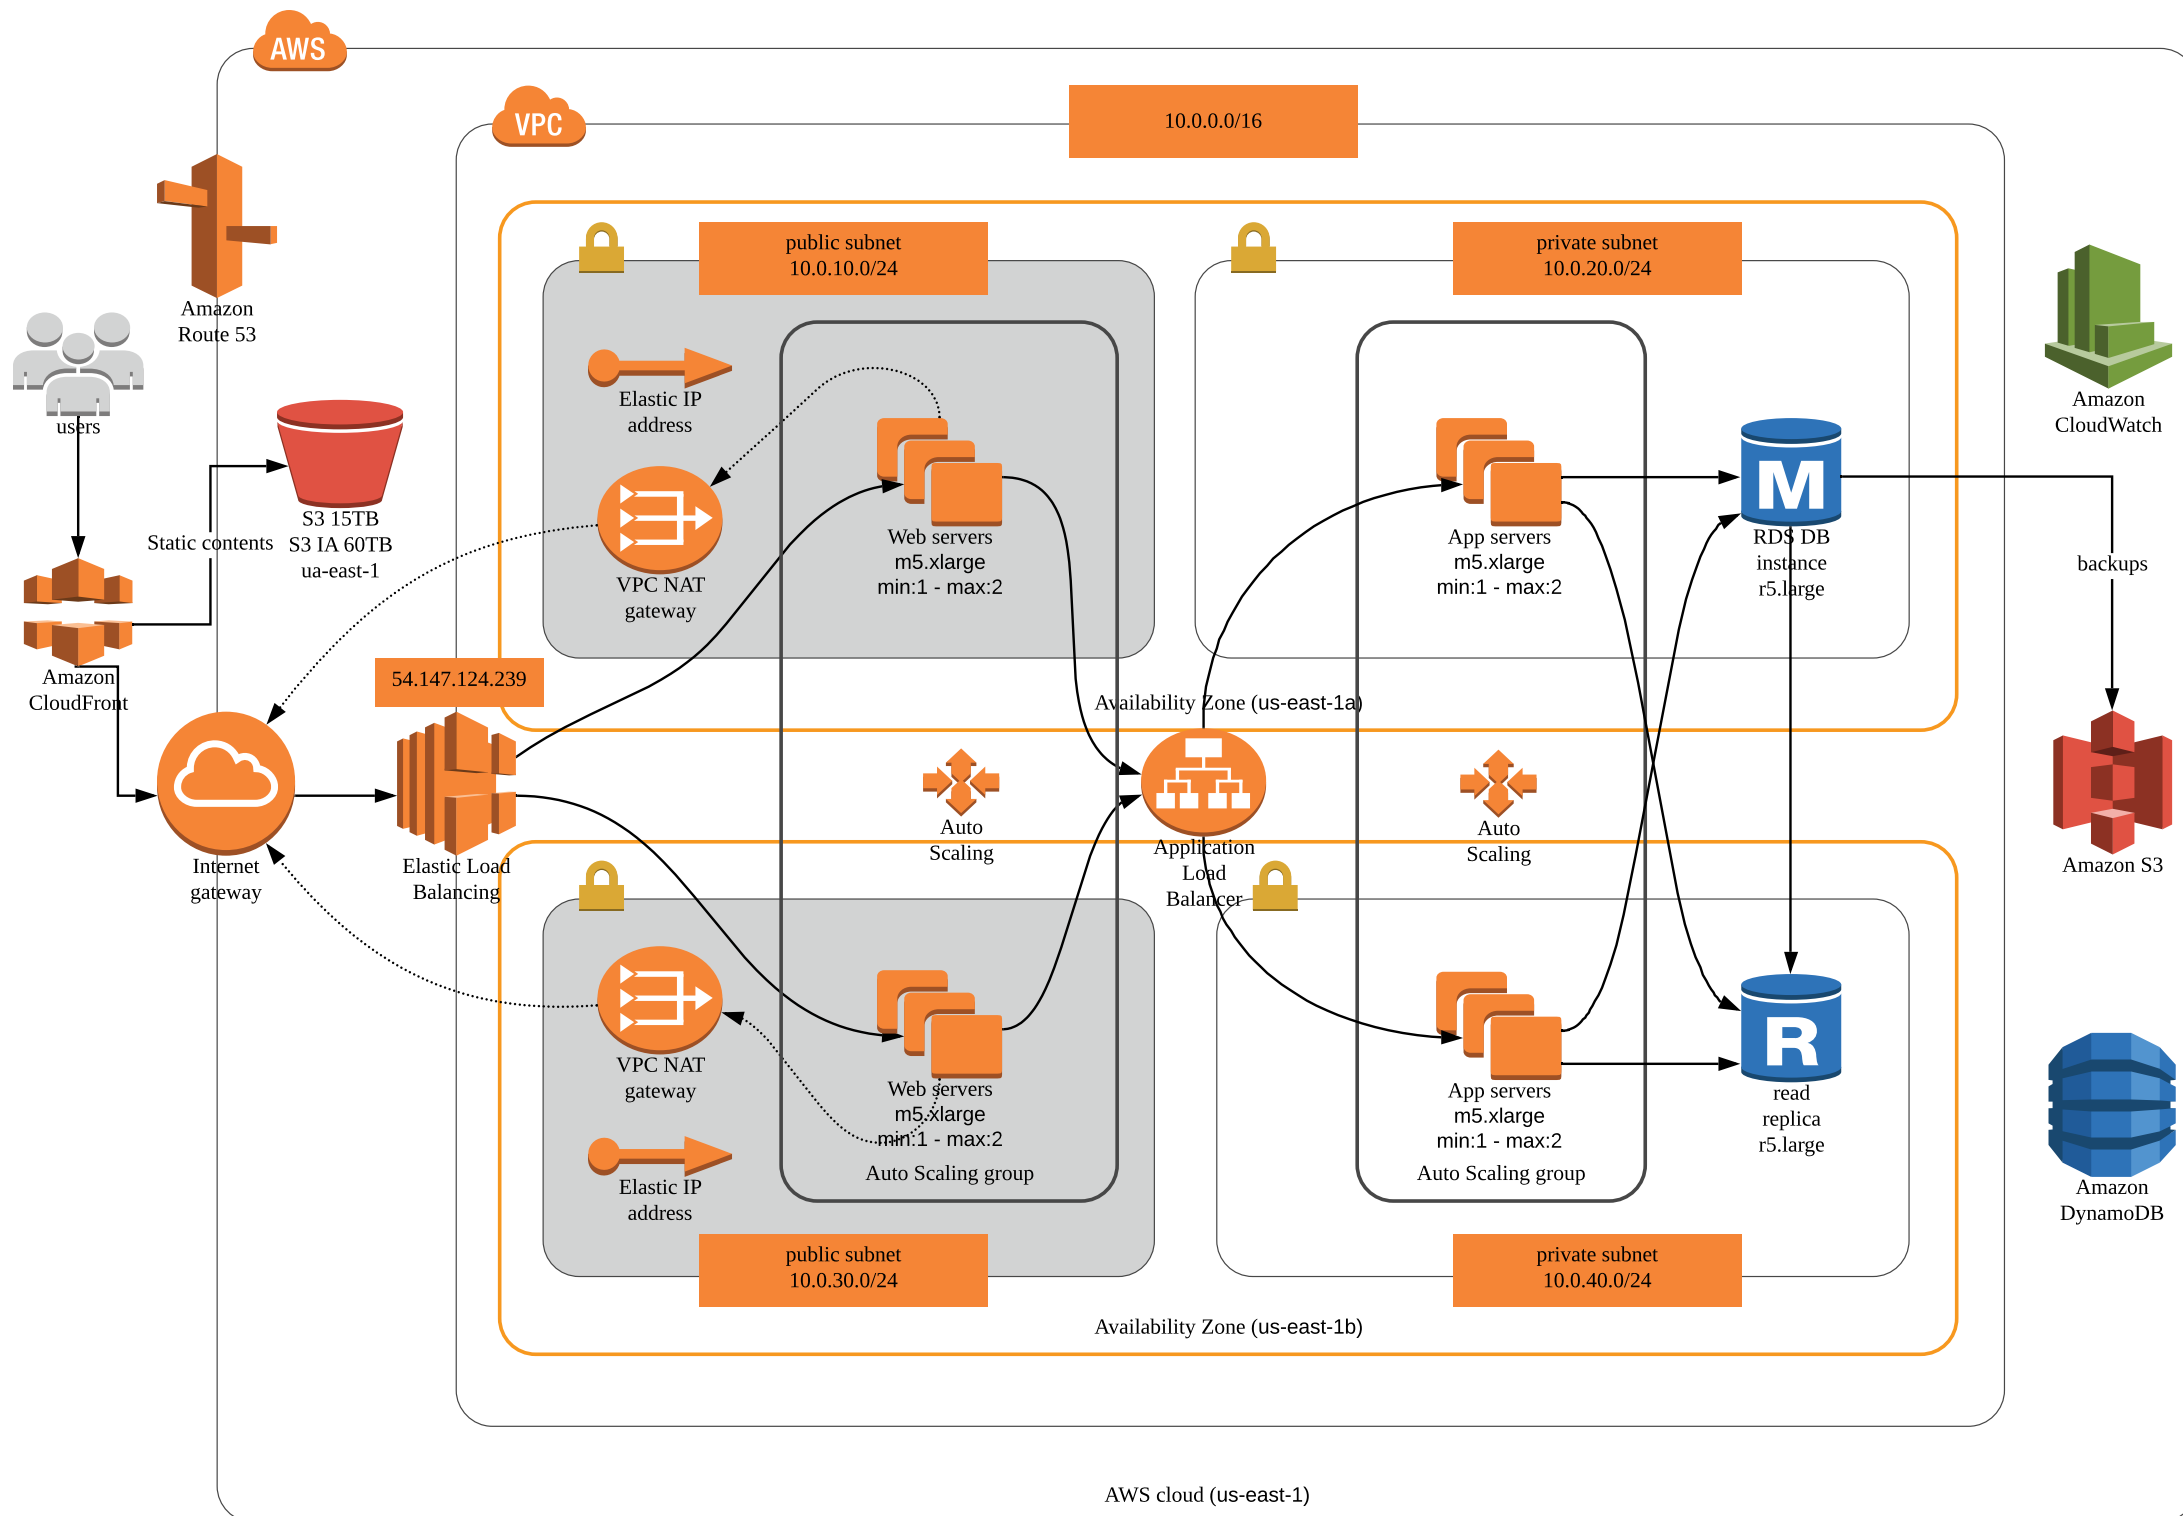 AWS
VPC
10.0.0.0/16
Amazon
Route 53
users
Static contents
S3 15TB
S3 IA 60TB
ua-east-1
Amazon
CloudFront
Internet
gateway
54.147.124.239
Elastic Load
Balancing
public subnet
10.0.10.0/24
Elastic IP
address
VPC NAT
gateway
Web servers
m5.xlarge
min:1 - max:2
private subnet
10.0.20.0/24
App servers
m5.xlarge
min:1 - max:2
M
RDS DB
instance
r5.large
Availability Zone (us-east-1a)
Auto
Scaling
Application
Load
Balancer
Auto
Scaling
VPC NAT
gateway
Elastic IP
address
Web servers
m5.xlarge
min:1 - max:2
Auto Scaling group
public subnet
10.0.30.0/24
App servers
m5.xlarge
min:1 - max:2
Auto Scaling group
R
read
replica
r5.large
private subnet
10.0.40.0/24
Availability Zone (us-east-1b)
Amazon
CloudWatch
backups
Amazon S3
Amazon
DynamoDB
AWS cloud (us-east-1)